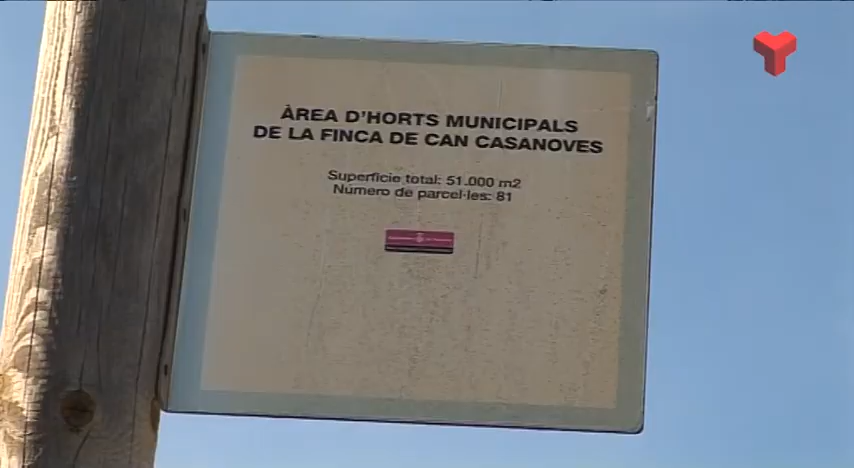 ÀREA D'HORTS MUNICIPALS
DE LA FINCA DE CAN CASANOVES
Superfície total: 51.000 m2
Número de parcel·les: 81